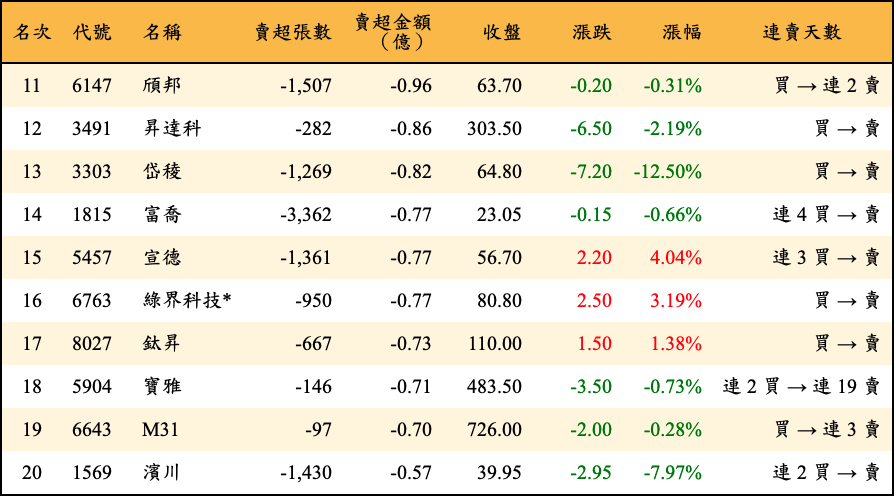 名次 代號 名稱 賣超張數 賣超金額（億） 收盤 漲跌 漲幅 連賣天數
11 6147 頎邦 -1,507 -0.96 63.70 -0.20 -0.31% 買 → 連 2 賣
12 3491 昇達科 -282 -0.86 303.50 -6.50 -2.19% 買 → 賣
13 3303 岱稜 -1,269 -0.82 64.80 -7.20 -12.50% 買 → 賣
14 1815 富喬 -3,362 -0.77 23.05 -0.15 -0.66% 連 4 買 → 賣
15 5457 宣德 -1,361 -0.77 56.70 2.20 4.04% 連 3 買 → 賣
16 6763 綠界科技* -950 -0.77 80.80 2.50 3.19% 買 → 賣
17 8027 鈦昇 -667 -0.73 110.00 1.50 1.38% 買 → 賣
18 5904 寶雅 -146 -0.71 483.50 -3.50 -0.73% 連 2 買 → 連 19 賣
19 6643 M31 -97 -0.70 726.00 -2.00 -0.28% 買 → 連 3 賣
20 1569 濱川 -1,430 -0.57 39.95 -2.95 -7.97% 連 2 買 → 賣